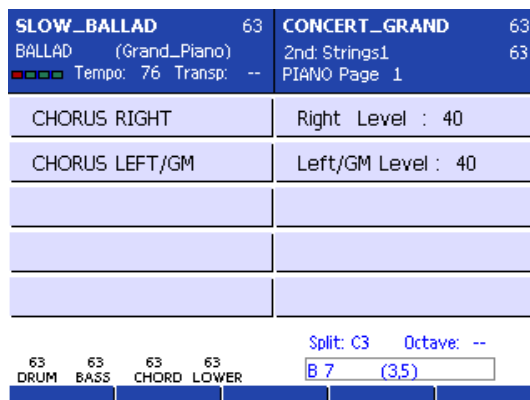 SLOW_BALLAD 63
BALLAD (Grand_Piano)
Tempo: 76 Transp: --
CONCERT_GRAND 63
2nd: Strings1 63
PIANO Page 1
CHORUS RIGHT
Right Level : 40
CHORUS LEFT/GM
Left/GM Level : 40
Split: C3 Octave: --
63 63 63 63
DRUM BASS CHORD LOWER
B 7 (3,5)